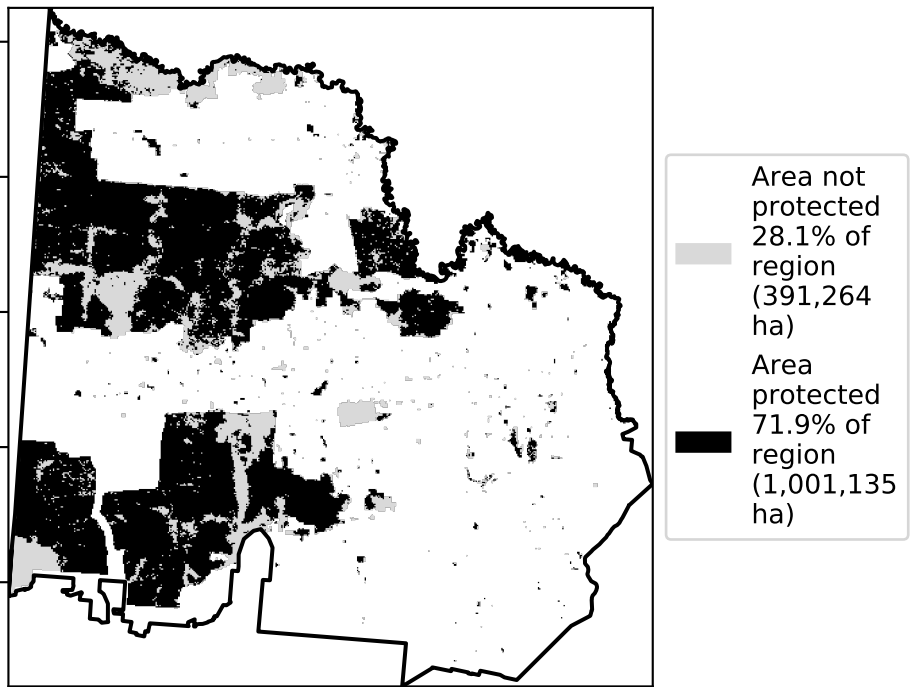 Area not
protected
28.1% of
region
(391,264
ha)
Area
protected
71.9% of
region
(1,001,135
ha)